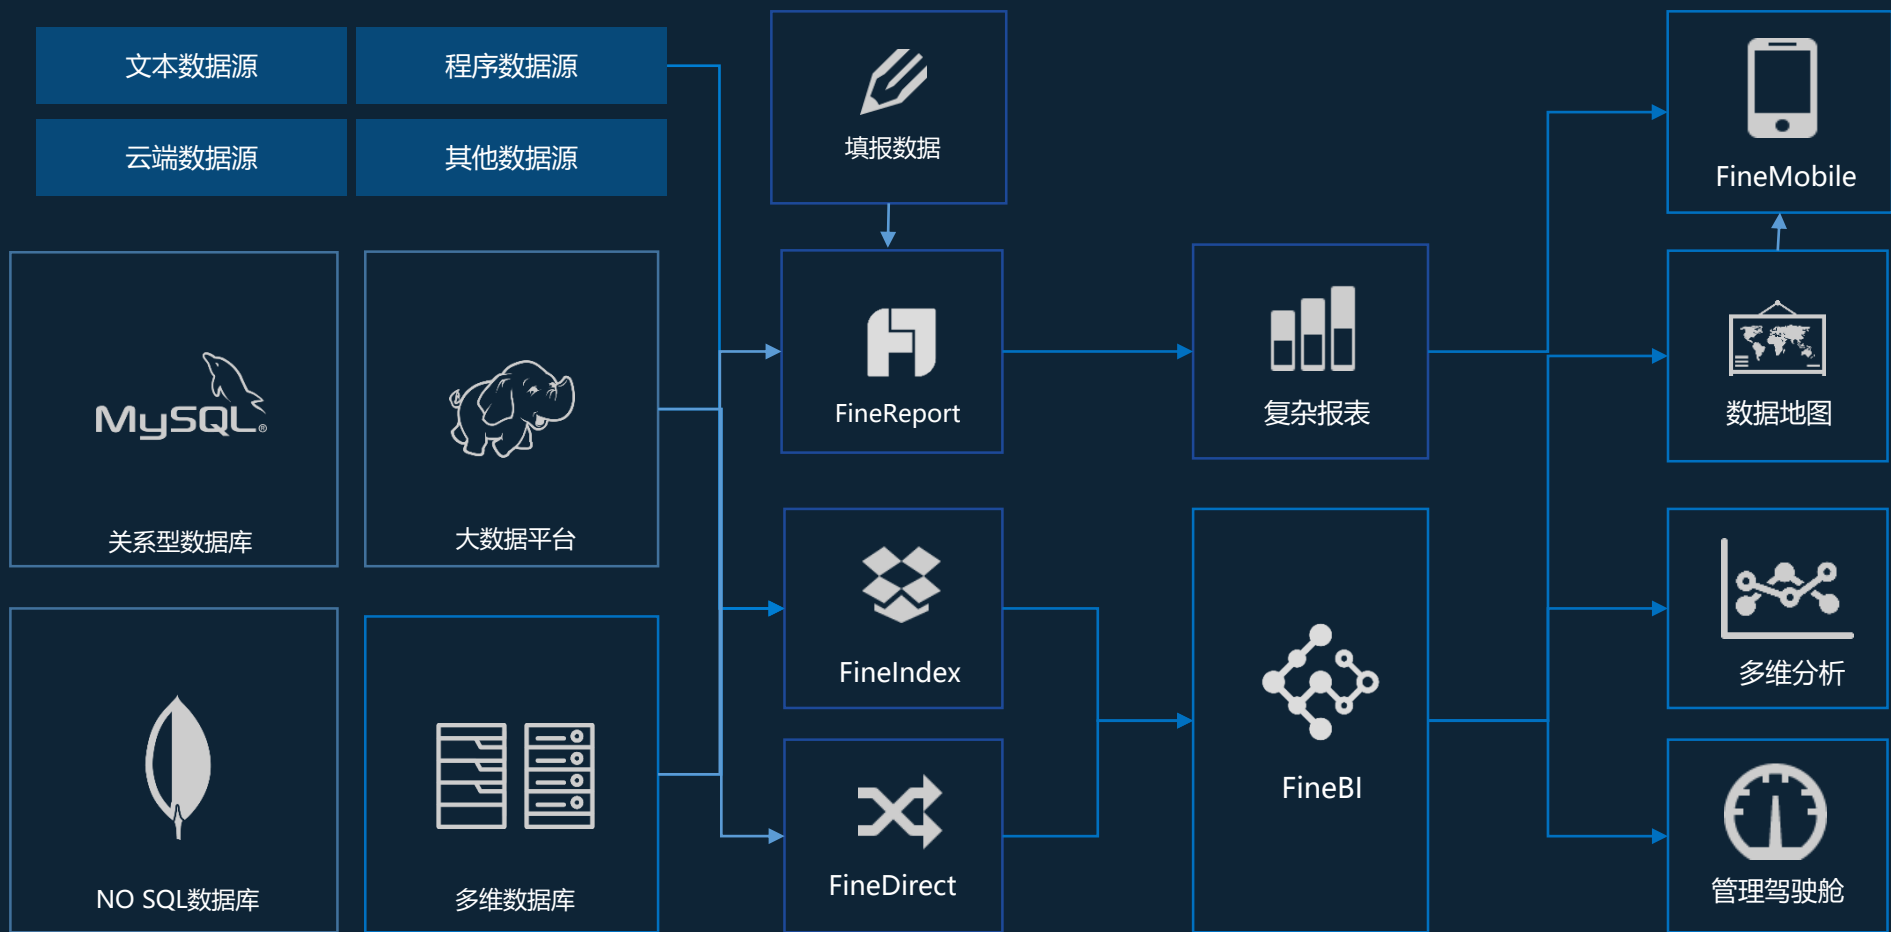 文本数据源
程序数据源
云端数据源
其他数据源
填报数据
FineMobile
MySQL®
关系型数据库
大数据平台
FineReport
复杂报表
数据地图
FineIndex
多维分析
NO SQL数据库
多维数据库
FineDirect
FineBI
管理驾驶舱